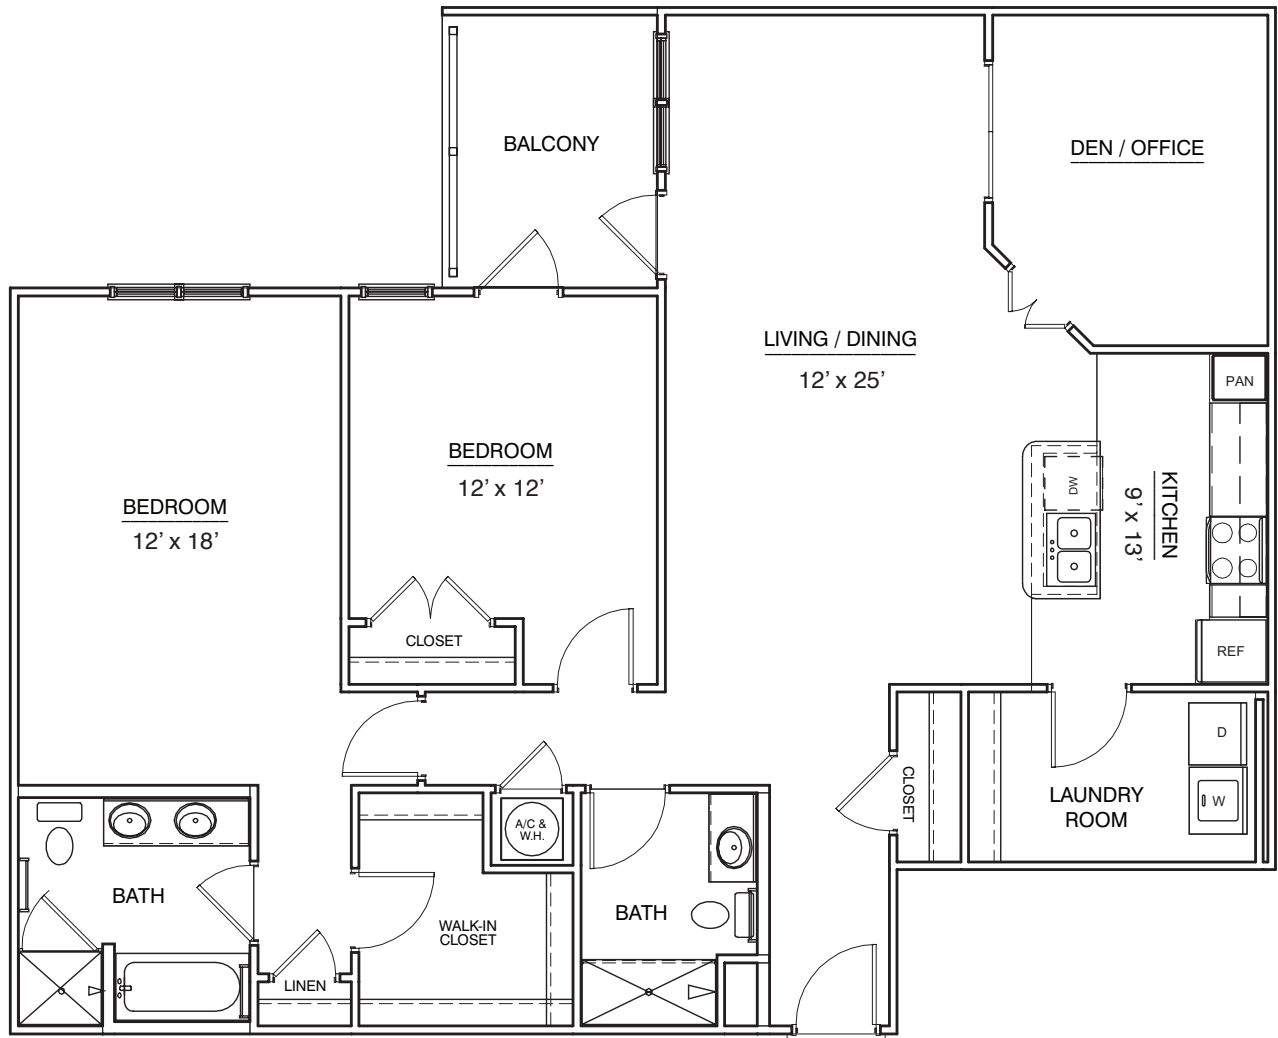 BALCONY
DEN / OFFICE
LIVING / DINING
12’ x 25’
PAN
BEDROOM
12’ x 12’
DW
KITCHEN
9’ x 13’
BEDROOM
12’ x 18’
CLOSET
REF
D
W
CLOSET
LAUNDRY
ROOM
A/C &
W.H.
BATH
WALK-IN
CLOSET
BATH
LINEN